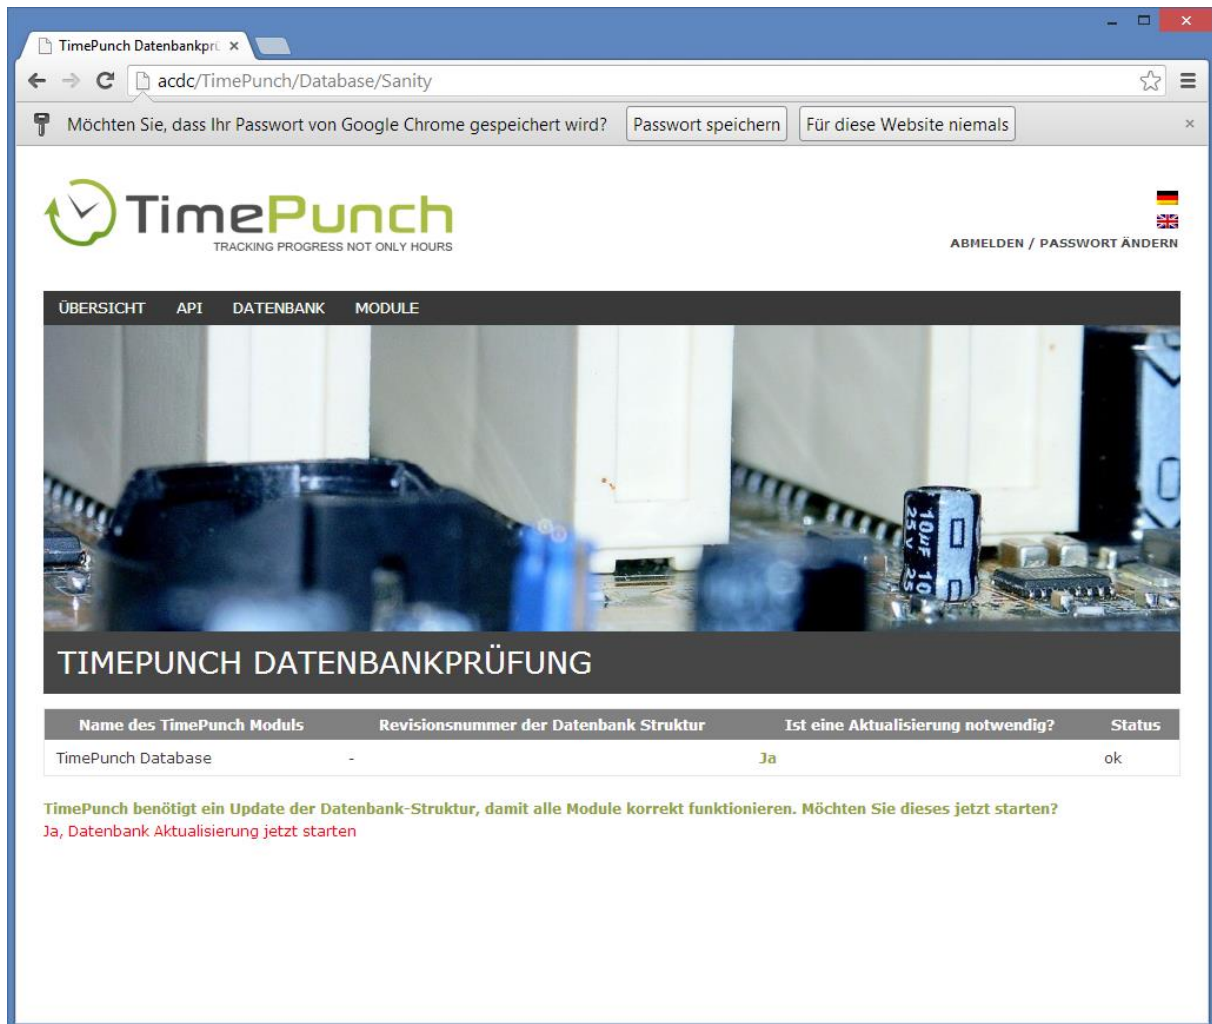 TimePunch Datenbankprü
acdc/TimePunch/Database/Sanity
Möchten Sie, dass Ihr Passwort von Google Chrome gespeichert wird? Passwort speichern Für diese Website niemals
TimePunch
TRACKING PROGRESS NOT ONLY HOURS
ABMELDEN / PASSWORT ÄNDERN
ÜBERSICHT API DATENBANK MODULE
10µF 10
25V 25
TIMEPUNCH DATENBANKPRÜFUNG
Name des TimePunch Moduls Revisionsnummer der Datenbank Struktur Ist eine Aktualisierung notwendig? Status
TimePunch Database - Ja ok
TimePunch benötigt ein Update der Datenbank-Struktur, damit alle Module korrekt funktionieren. Möchten Sie dieses jetzt starten?
Ja, Datenbank Aktualisierung jetzt starten